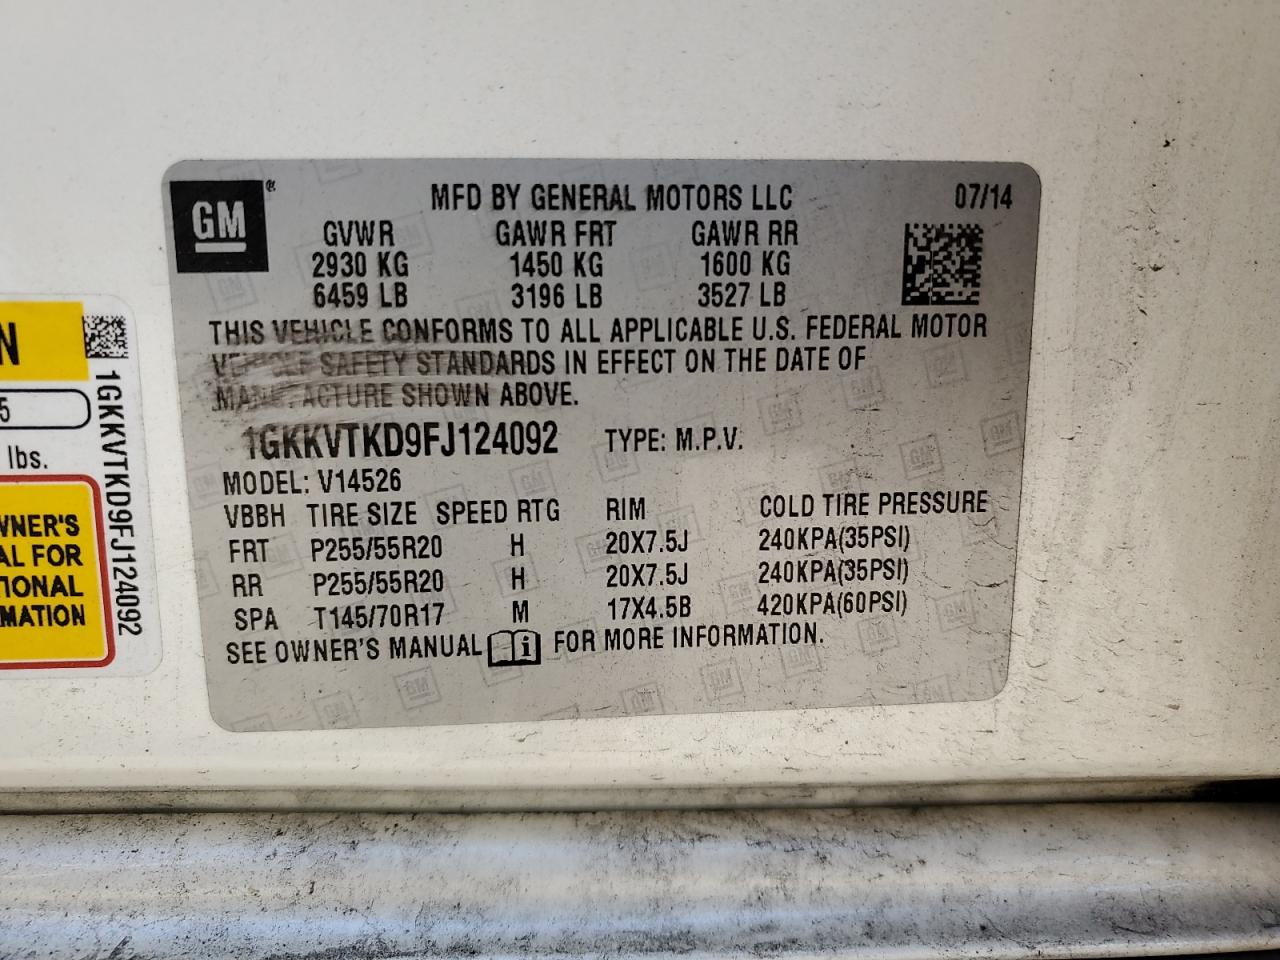 GM
MFD BY GENERAL MOTORS LLC 07/14
GVWR GAWR FRT GAWR RR
2930 KG 1450 KG 1600 KG
6459 LB 3196 LB 3527 LB
THIS VEHICLE CONFORMS TO ALL APPLICABLE U.S. FEDERAL MOTOR
VEHICLE SAFETY STANDARDS IN EFFECT ON THE DATE OF
MANUFACTURE SHOWN ABOVE.
1GKKVTKD9FJ124092 TYPE: M.P.V.
MODEL: V14526
VBBH TIRE SIZE SPEED RTG RIM COLD TIRE PRESSURE
FRT P255/55R20 H 20X7.5J 240KPA(35PSI)
RR P255/55R20 H 20X7.5J 240KPA(35PSI)
SPA T145/70R17 M 17X4.5B 420KPA(60PSI)
SEE OWNER'S MANUAL i FOR MORE INFORMATION.
N
5
lbs.
WNER'S
AL FOR
TIONAL
MATION
1GKKVTKD9FJ124092